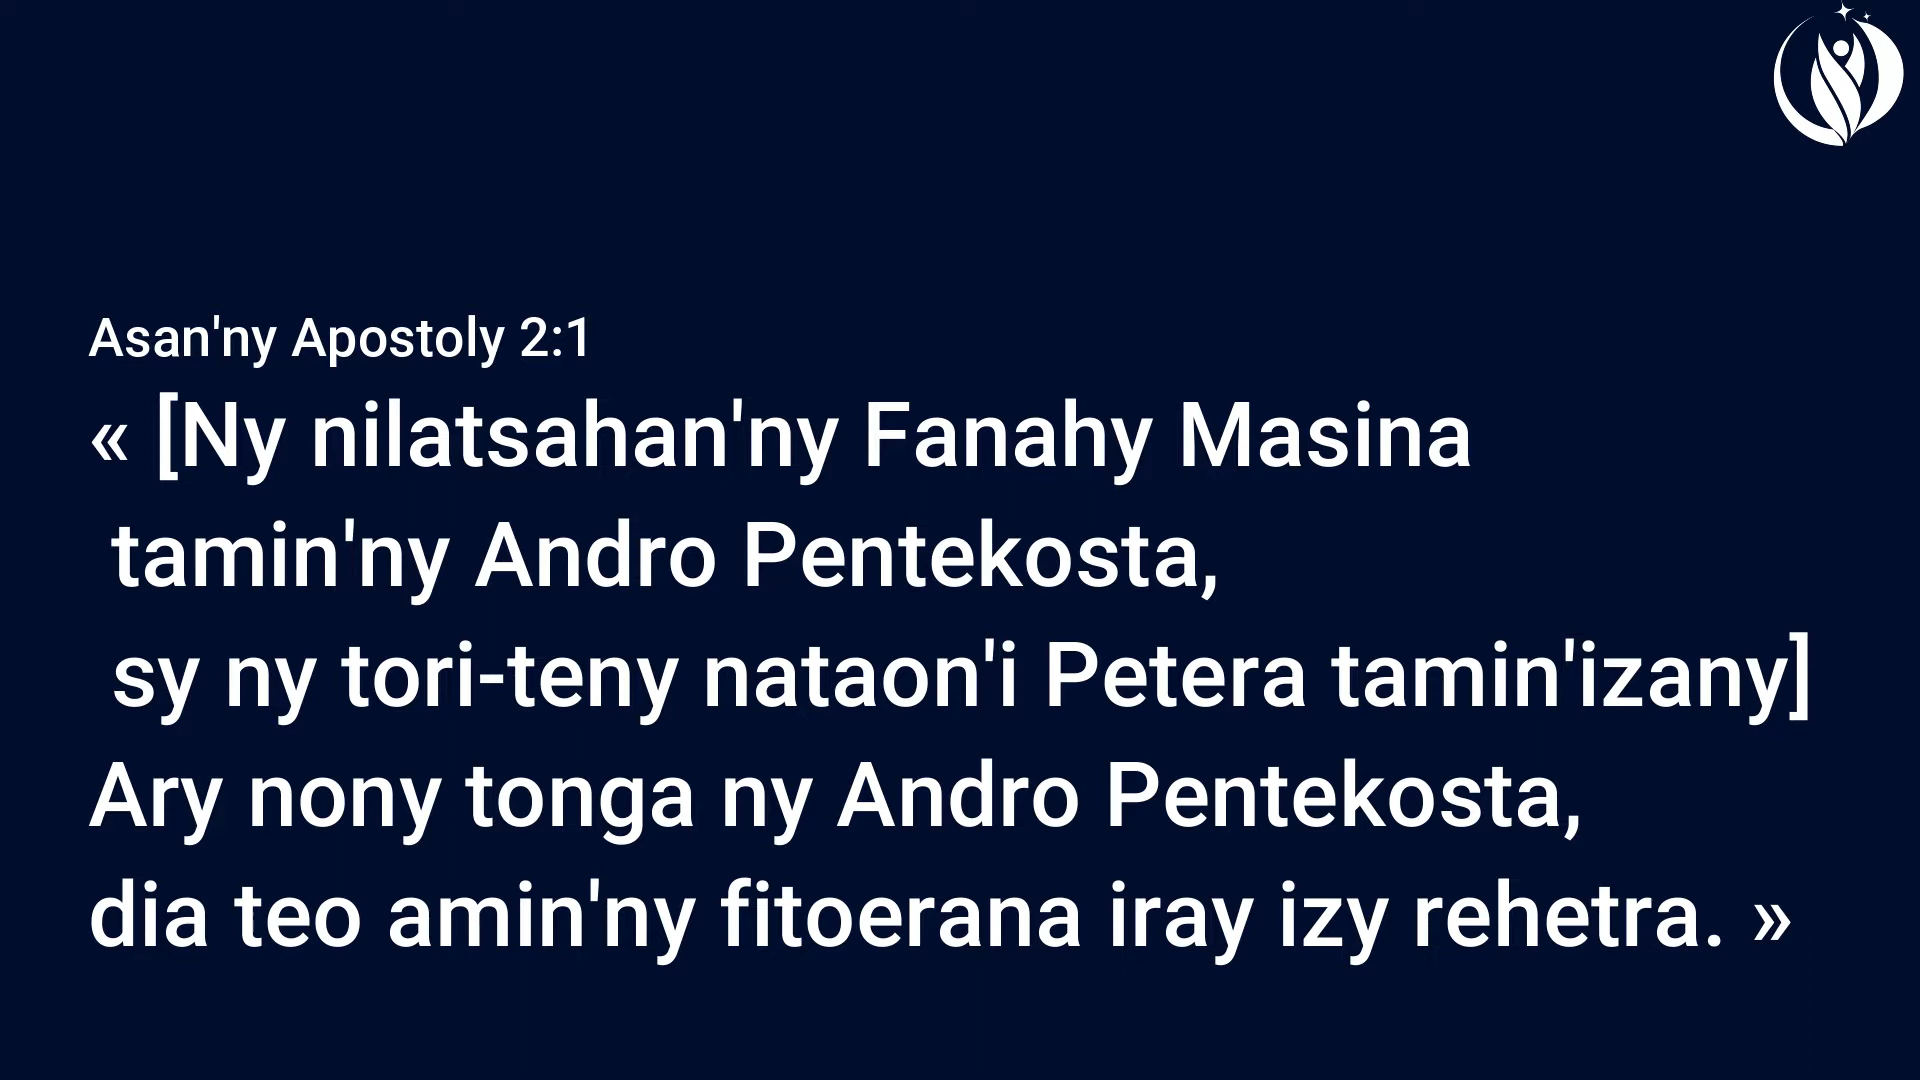 Asan'ny Apostoly 2:1
« [Ny nilatsahan'ny Fanahy Masina
tamin'ny Andro Pentekosta,
sy ny tori-teny nataon'i Petera tamin'izany]
Ary nony tonga ny Andro Pentekosta,
dia teo amin'ny fitoerana iray izy rehetra. »